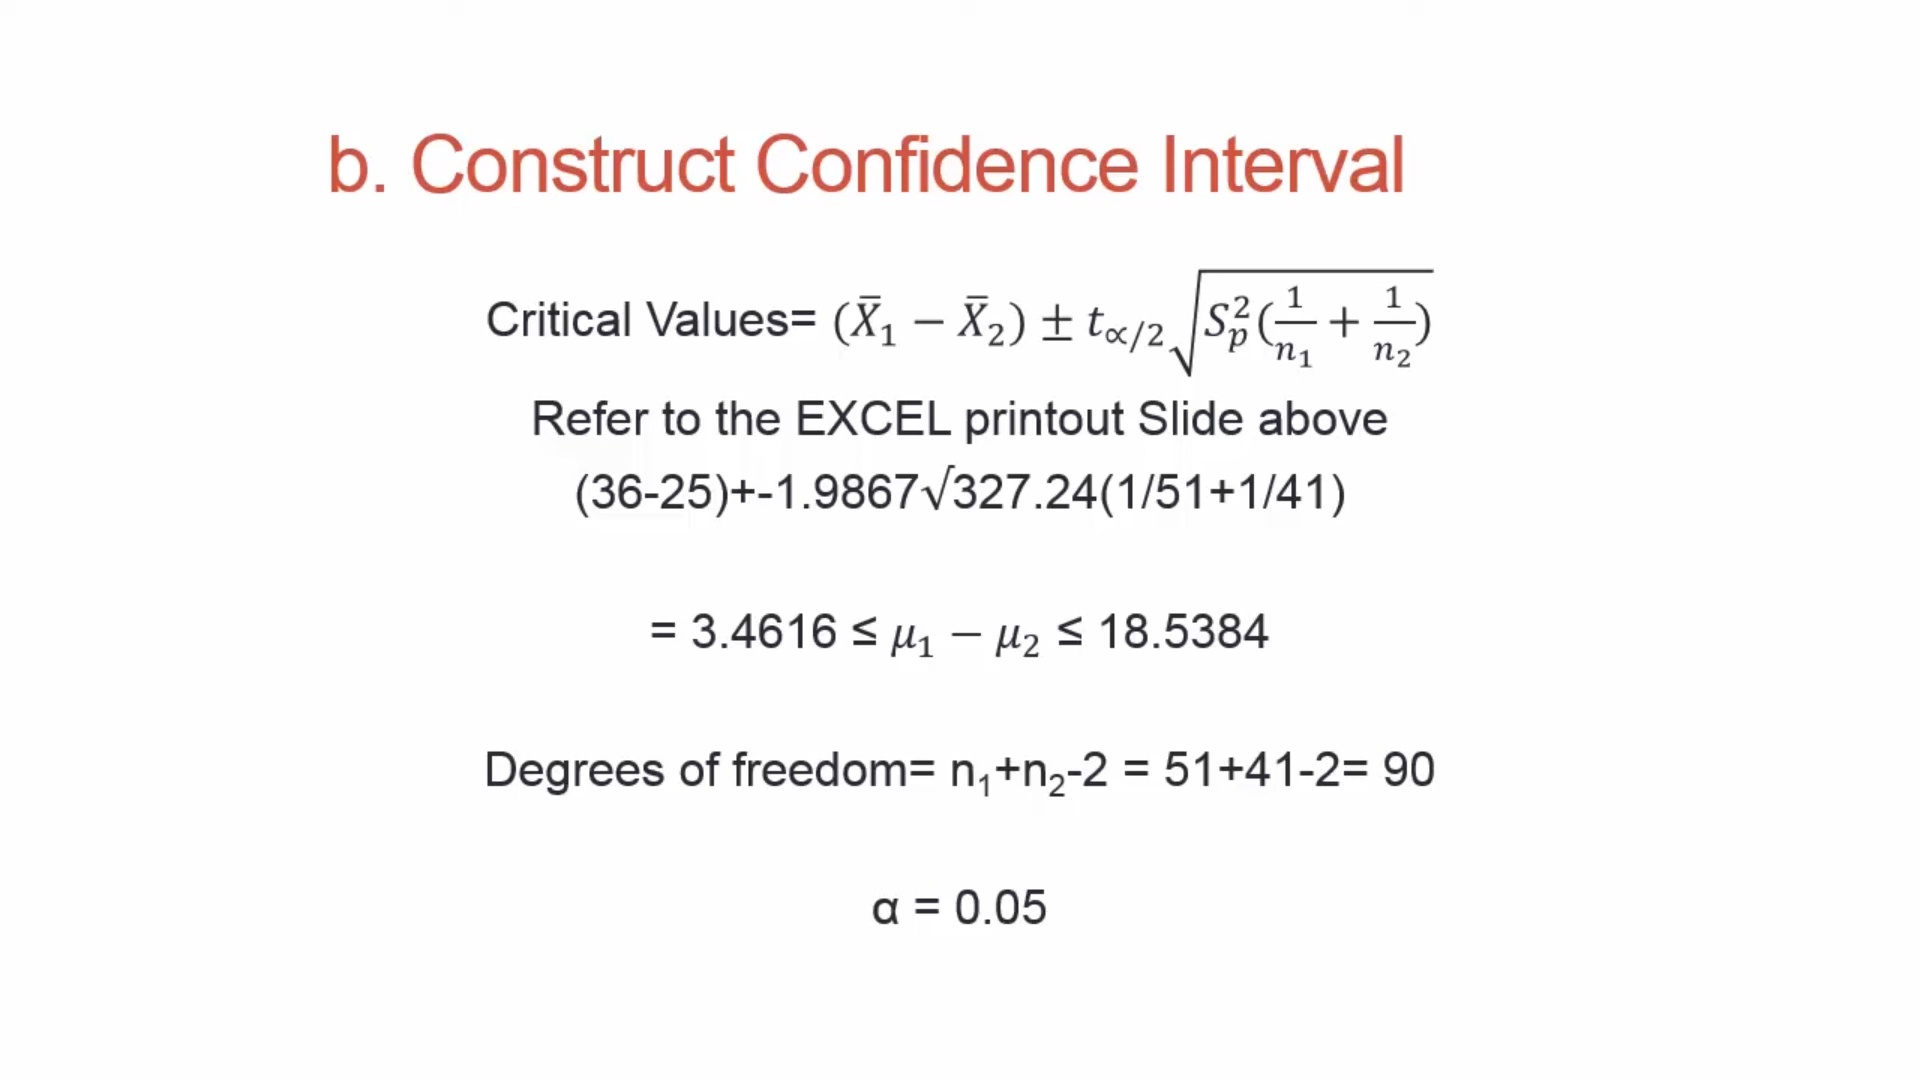 b. Construct Confidence Interval
Critical Values= (X̄₁ − X̄₂) ± t∝/₂ √(S²ₚ(1/n₁ + 1/n₂))
Refer to the EXCEL printout Slide above
(36-25)+-1.9867√327.24(1/51+1/41)
= 3.4616 ≤ μ₁ − μ₂ ≤ 18.5384
Degrees of freedom= n₁+n₂-2 = 51+41-2= 90
α = 0.05